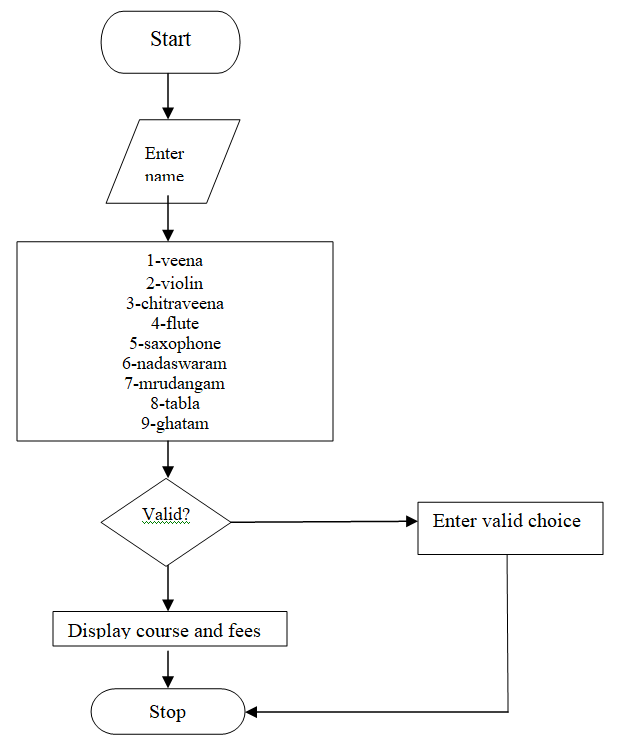 Start
Enter
name
1-veena
2-violin
3-chitraveena
4-flute
5-saxophone
6-nadaswaram
7-mrudangam
8-tabla
9-ghatam
Valid?
Enter valid choice
Display course and fees
Stop